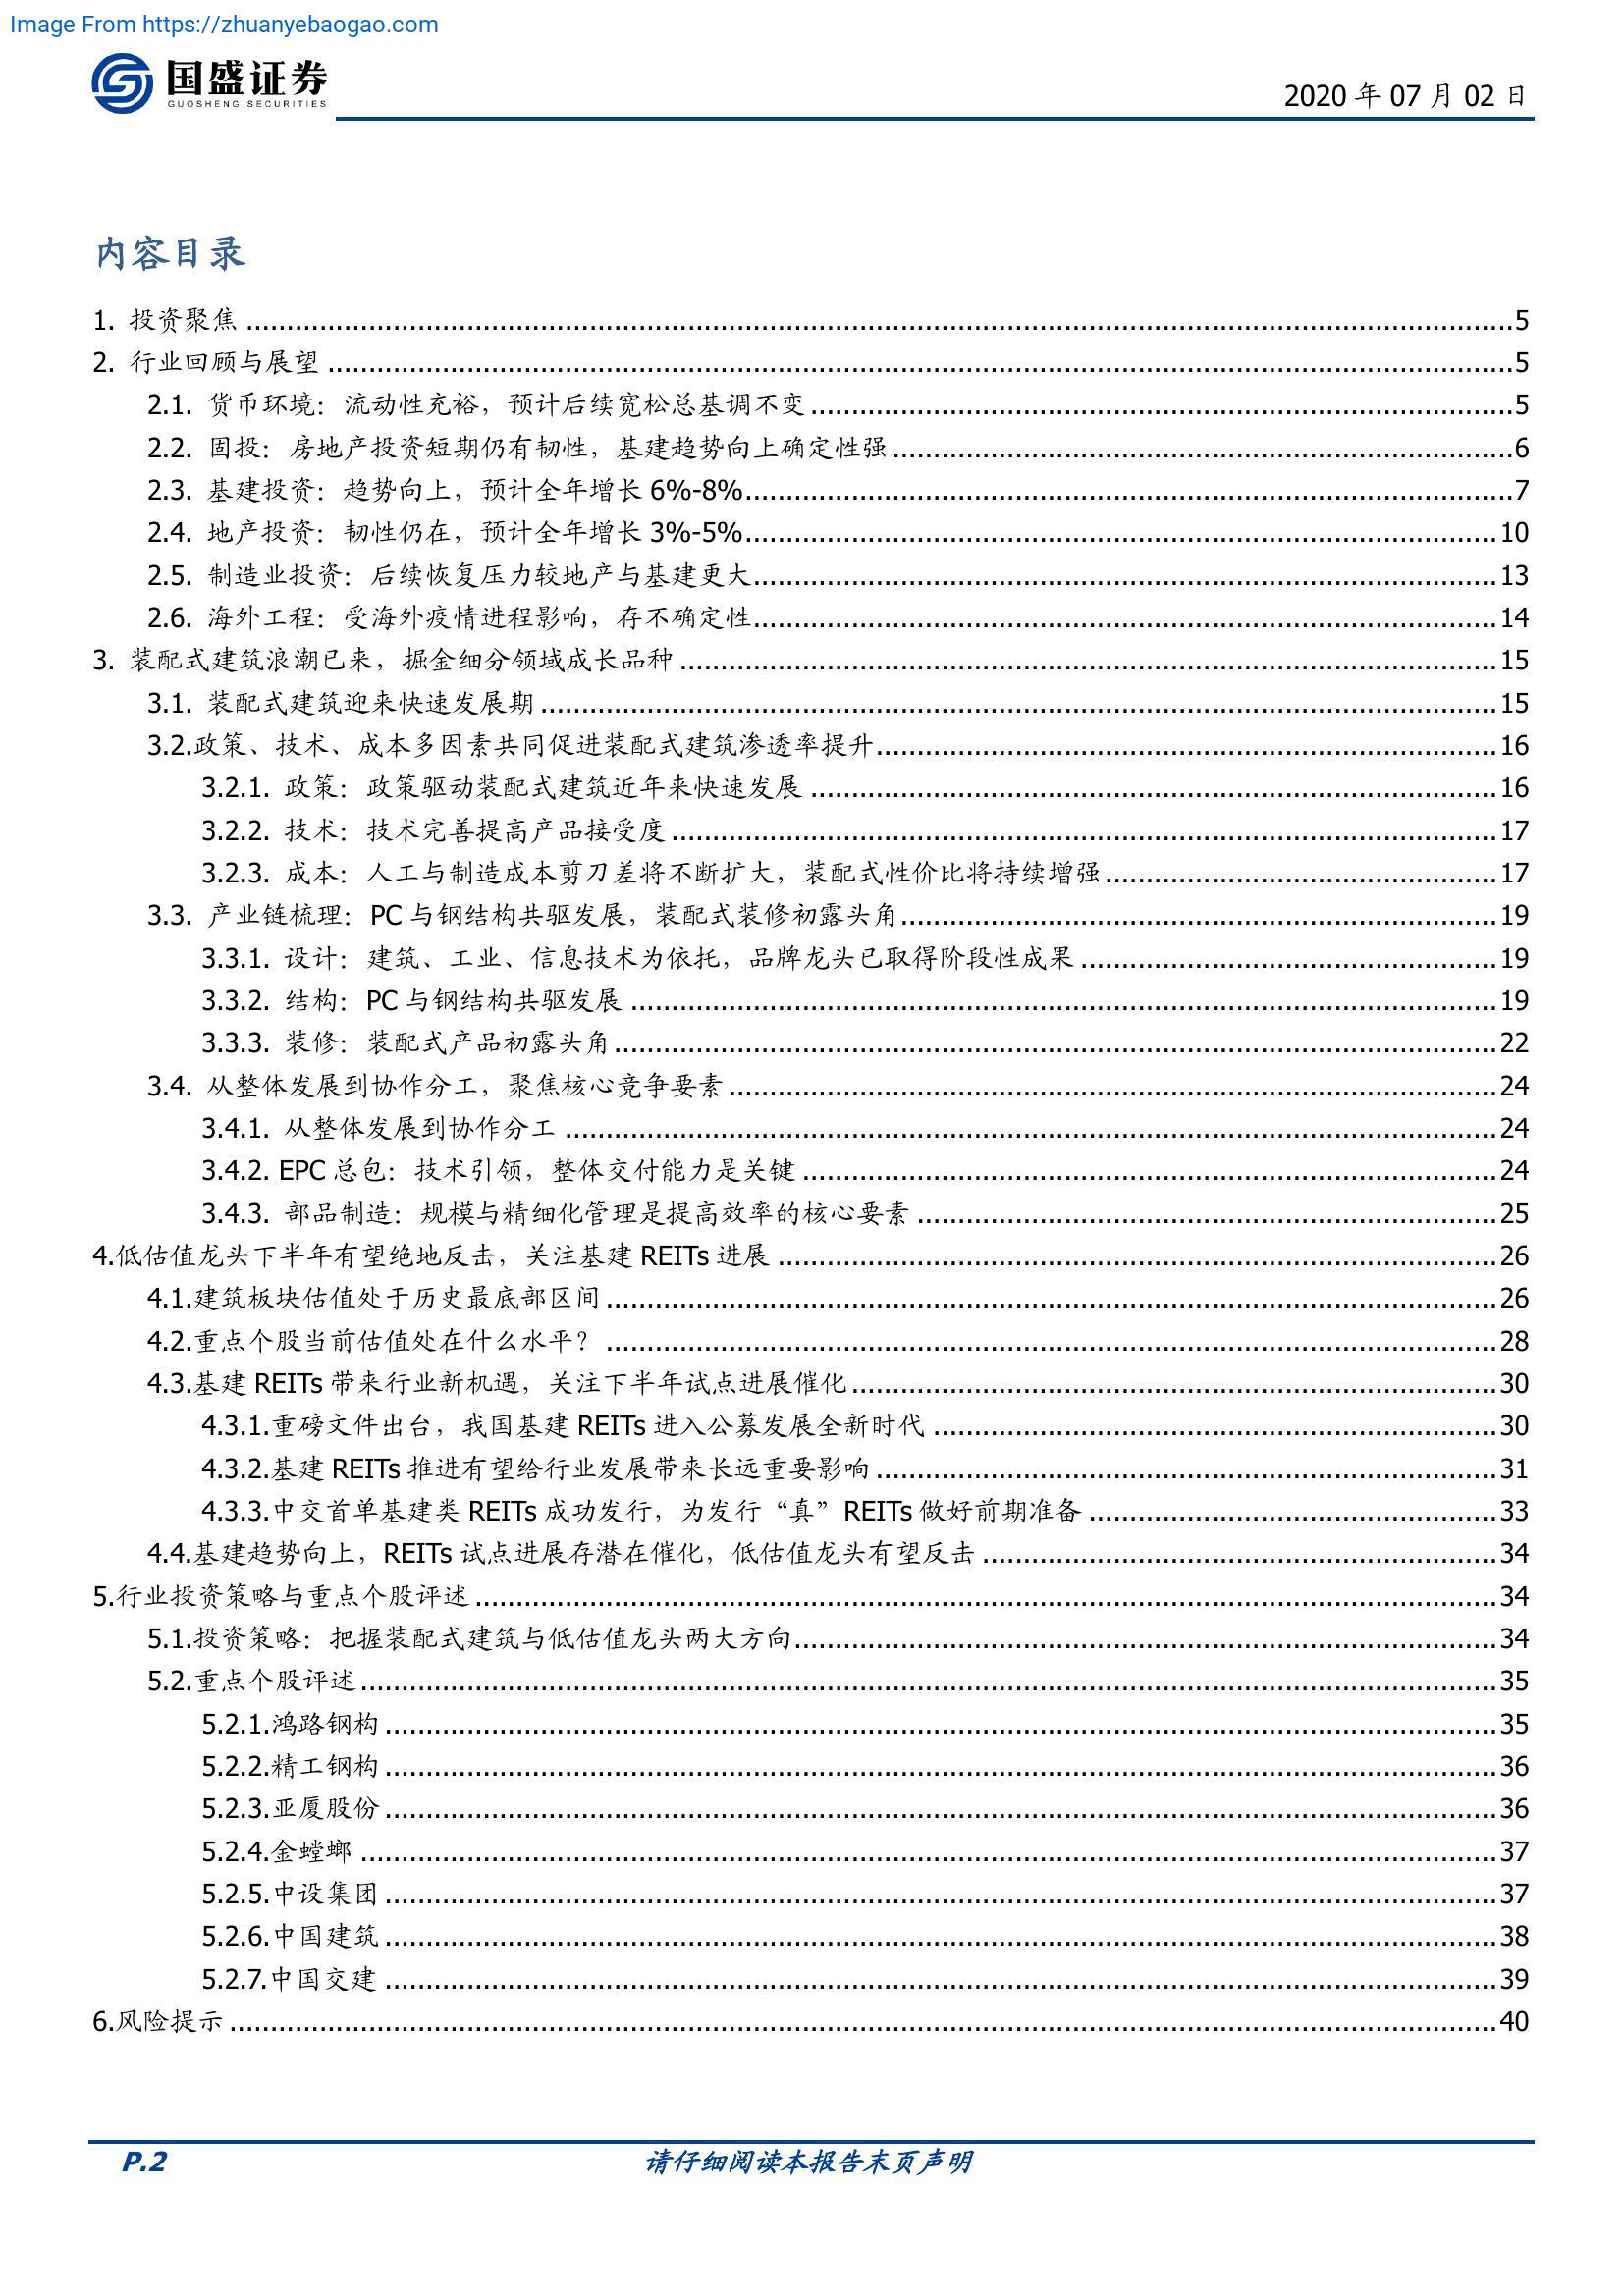 Image From https://zhuanyebaogao.com
国盛证券
GUOSHENG SECURITIES
2020 年 07 月 02 日
内容目录
1. 投资聚焦 5
2. 行业回顾与展望 5
2.1. 货币环境：流动性充裕，预计后续宽松总基调不变 5
2.2. 固投：房地产投资短期仍有韧性，基建趋势向上确定性强 6
2.3. 基建投资：趋势向上，预计全年增长 6%-8% 7
2.4. 地产投资：韧性仍在，预计全年增长 3%-5% 10
2.5. 制造业投资：后续恢复压力较地产与基建更大 13
2.6. 海外工程：受海外疫情进程影响，存不确定性 14
3. 装配式建筑浪潮已来，掘金细分领域成长品种 15
3.1. 装配式建筑迎来快速发展期 15
3.2.政策、技术、成本多因素共同促进装配式建筑渗透率提升 16
3.2.1. 政策：政策驱动装配式建筑近年来快速发展 16
3.2.2. 技术：技术完善提高产品接受度 17
3.2.3. 成本：人工与制造成本剪刀差将不断扩大，装配式性价比将持续增强 17
3.3. 产业链梳理：PC 与钢结构共驱发展，装配式装修初露头角 19
3.3.1. 设计：建筑、工业、信息技术为依托，品牌龙头已取得阶段性成果 19
3.3.2. 结构：PC 与钢结构共驱发展 19
3.3.3. 装修：装配式产品初露头角 22
3.4. 从整体发展到协作分工，聚焦核心竞争要素 24
3.4.1. 从整体发展到协作分工 24
3.4.2. EPC 总包：技术引领，整体交付能力是关键 24
3.4.3. 部品制造：规模与精细化管理是提高效率的核心要素 25
4.低估值龙头下半年有望绝地反击，关注基建 REITs 进展 26
4.1.建筑板块估值处于历史最底部区间 26
4.2.重点个股当前估值处在什么水平？ 28
4.3.基建 REITs 带来行业新机遇，关注下半年试点进展催化 30
4.3.1.重磅文件出台，我国基建 REITs 进入公募发展全新时代 30
4.3.2.基建 REITs 推进有望给行业发展带来长远重要影响 31
4.3.3.中交首单基建类 REITs 成功发行，为发行“真”REITs 做好前期准备 33
4.4.基建趋势向上，REITs 试点进展存潜在催化，低估值龙头有望反击 34
5.行业投资策略与重点个股评述 34
5.1.投资策略：把握装配式建筑与低估值龙头两大方向 34
5.2.重点个股评述 35
5.2.1.鸿路钢构 35
5.2.2.精工钢构 36
5.2.3.亚厦股份 36
5.2.4.金螳螂 37
5.2.5.中设集团 37
5.2.6.中国建筑 38
5.2.7.中国交建 39
6.风险提示 40
P.2
请仔细阅读本报告末页声明